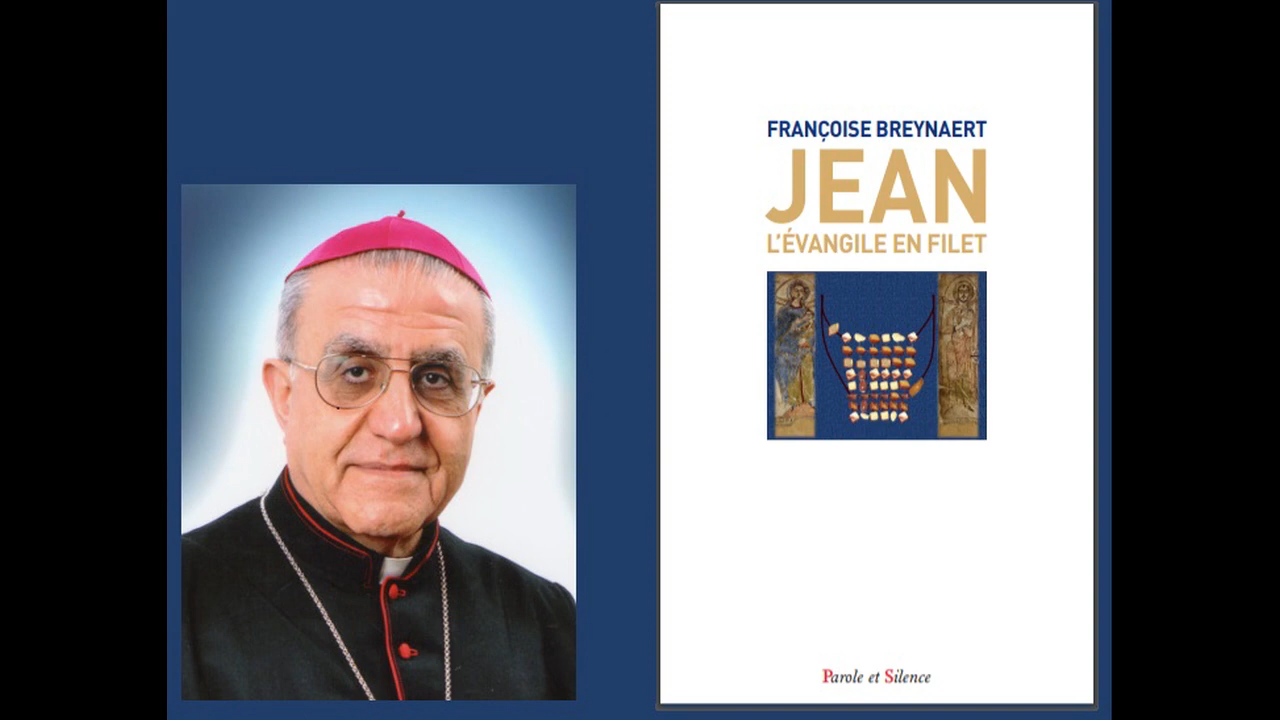 FRANÇOISE BREYNAERT
JEAN
L'ÉVANGILE EN FILET
Parole et Silence